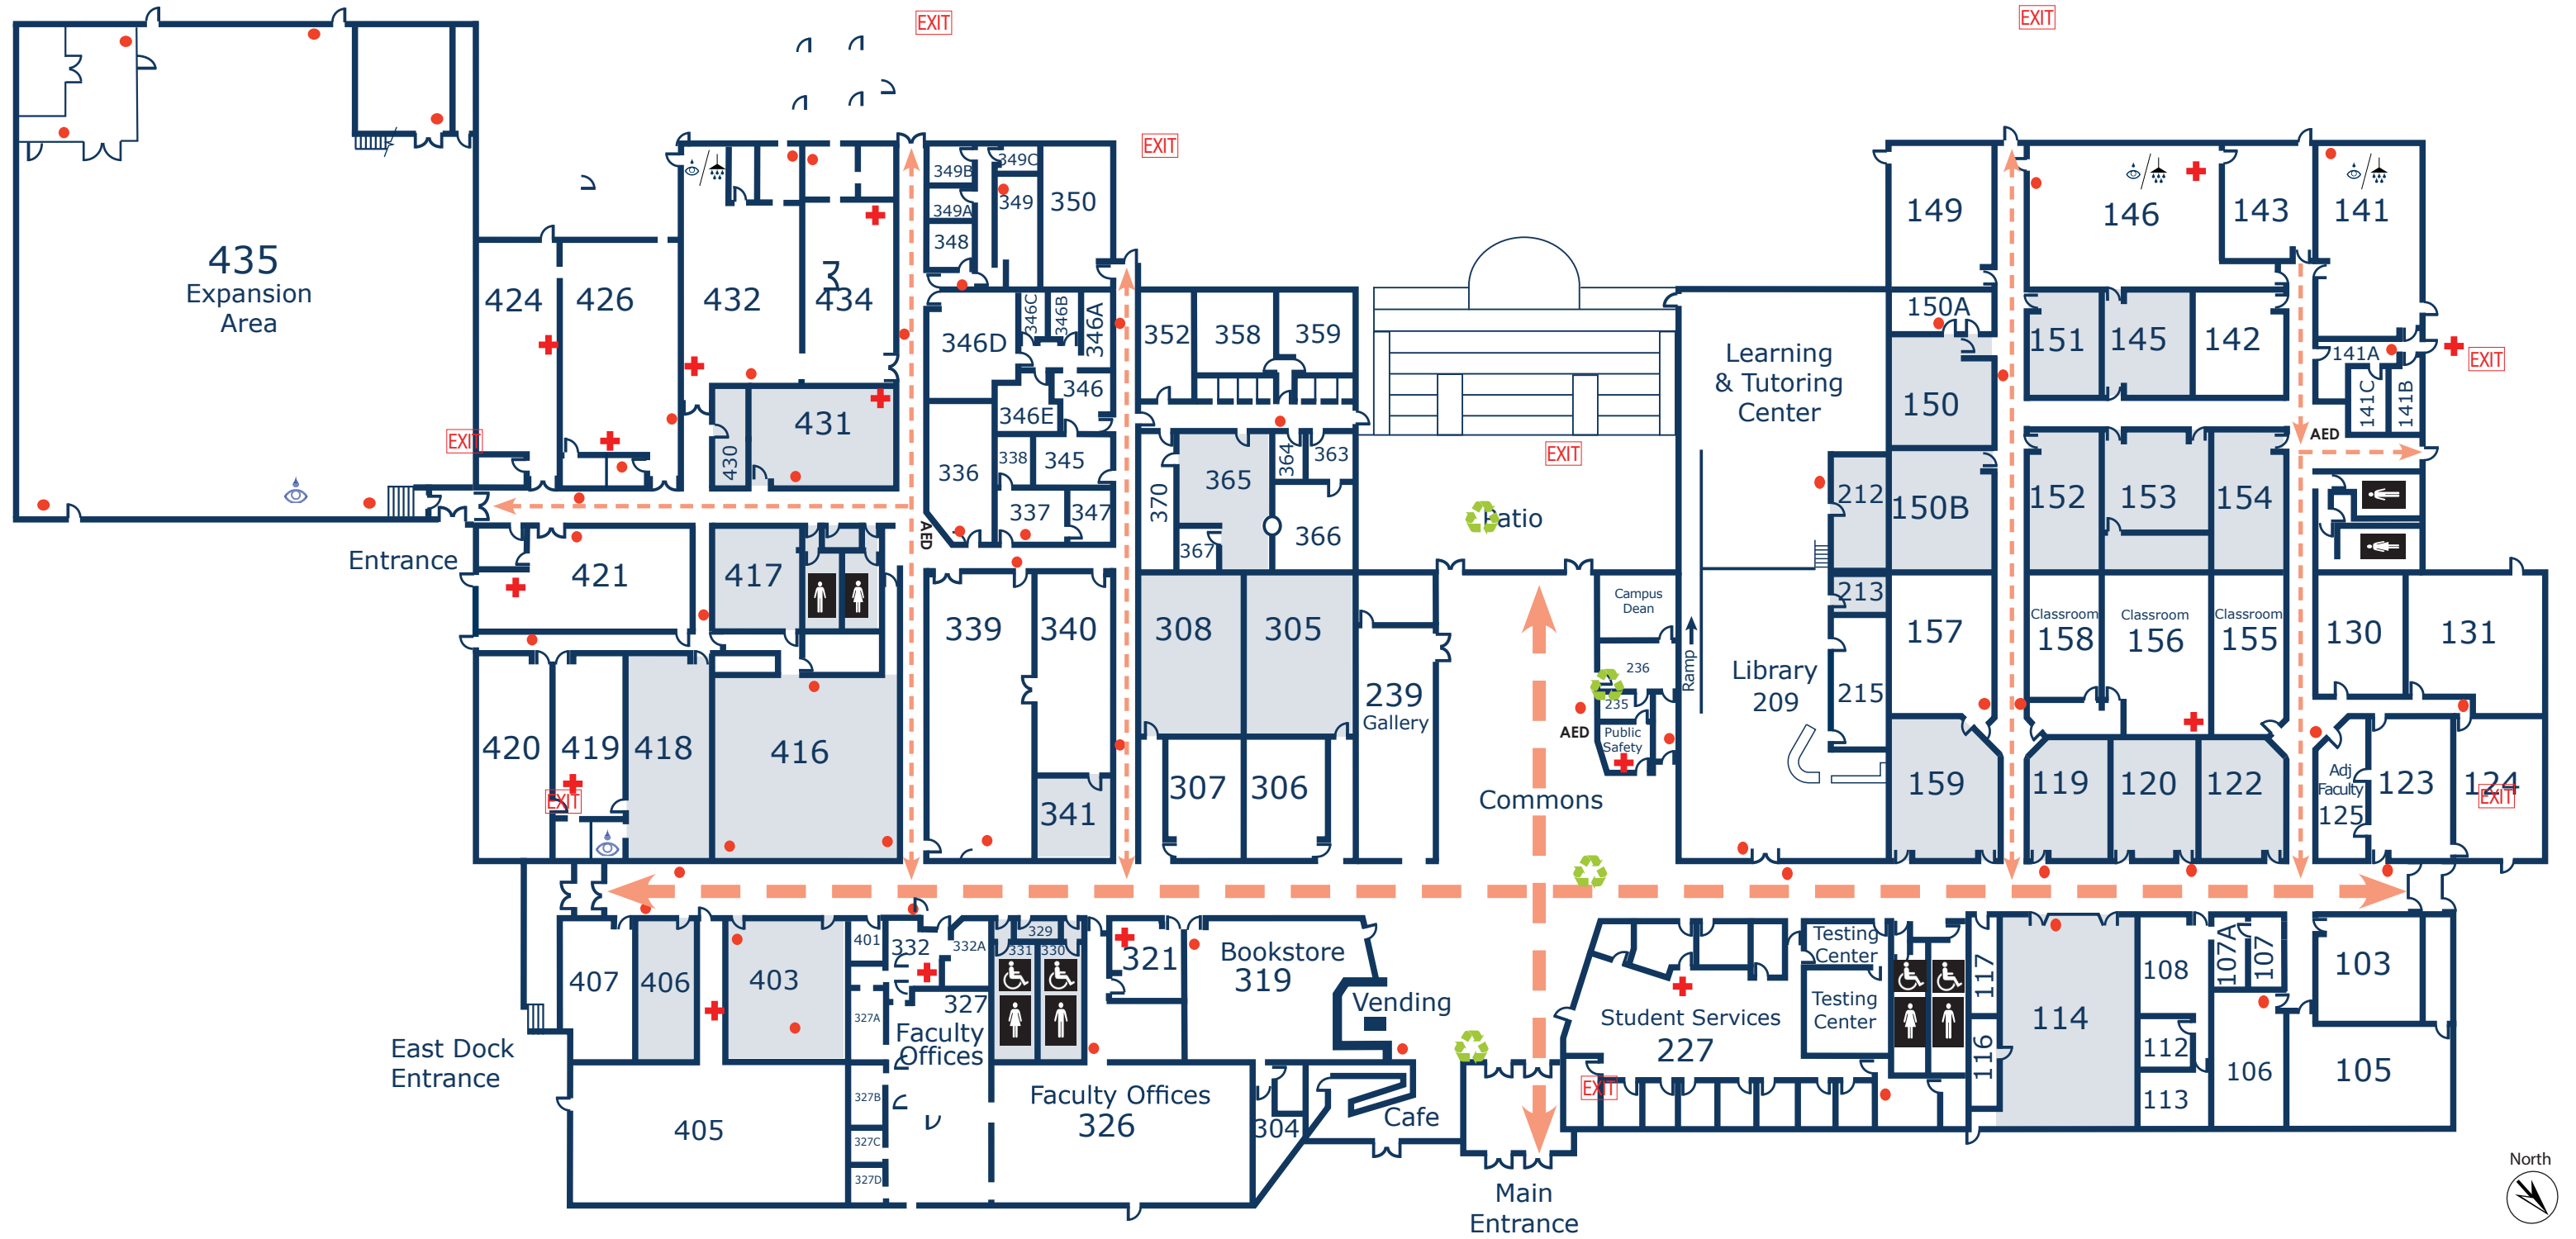 EXIT
EXIT
EXIT
349B
349C
349A
349
350
348
149
146
143
141
435
Expansion
Area
424
426
432
434
346D
346C
346B
346A
352
358
359
150A
151
145
142
141A
EXIT
Learning
& Tutoring
Center
346
346E
150
141C
141B
AED
EXIT
431
430
336
338
345
365
364
363
EXIT
370
337
347
367
366
Patio
212
150B
152
153
154
AED
Entrance
421
417
213
Campus
Dean
339
340
308
305
157
Classroom
158
Classroom
156
Classroom
155
130
131
236
Ramp
Library
209
215
239
Gallery
235
AED
Public
Safety
420
419
418
416
EXIT
341
307
306
Commons
159
119
120
122
Adj
Faculty
125
123
124
EXIT
407
406
403
401
332
332A
329
331
330
321
Bookstore
319
Testing
Center
117
108
107A
107
103
327
Faculty
Offices
327A
Vending
Student Services
227
Testing
Center
114
East Dock
Entrance
116
112
106
105
EXIT
405
327B
327C
327D
Faculty Offices
326
304
Cafe
113
Main
Entrance
North